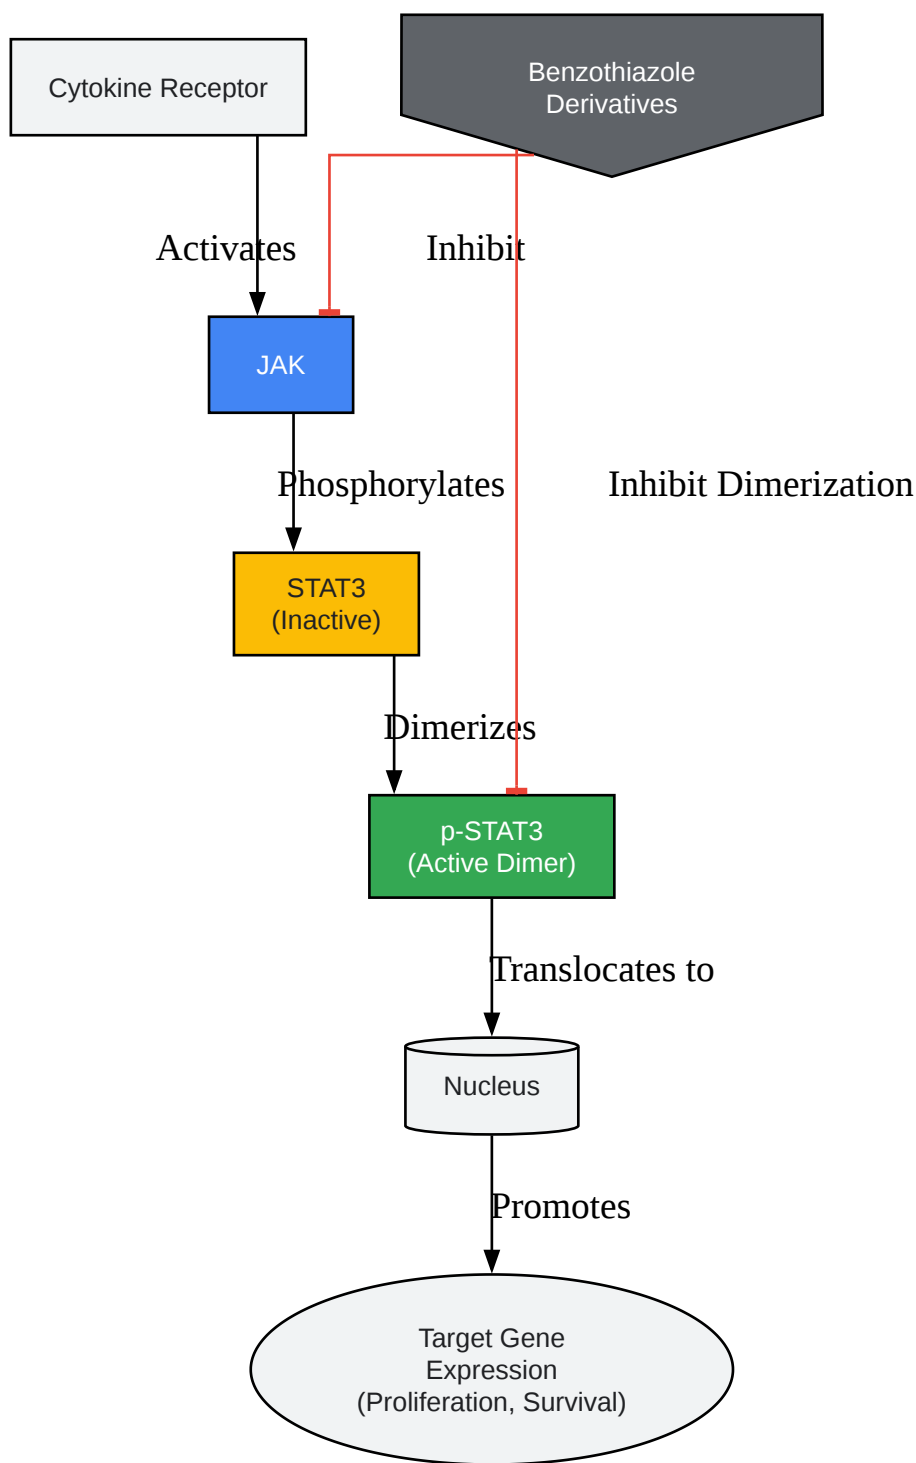 Cytokine Receptor
Benzothiazole
Derivatives
Activates
Inhibit
JAK
Phosphorylates
Inhibit Dimerization
STAT3
(Inactive)
Dimerizes
p-STAT3
(Active Dimer)
Translocates to
Nucleus
Promotes
Target Gene
Expression
(Proliferation, Survival)